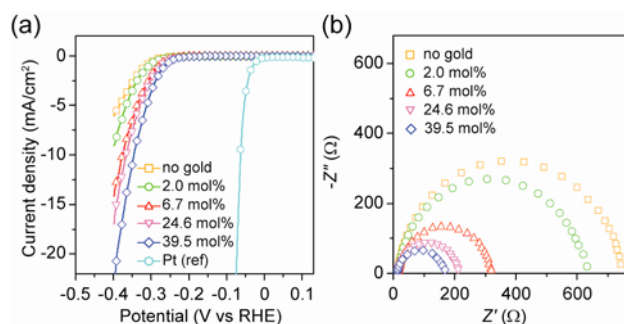 (a)
Current density (mA/cm²)
0
-5
-10
-15
-20
no gold
2.0 mol%
6.7 mol%
24.6 mol%
39.5 mol%
Pt (ref)
-0.5 -0.4 -0.3 -0.2 -0.1 0 0.1
Potential (V vs RHE)
(b)
-Z″ (Ω)
600
400
200
0
no gold
2.0 mol%
6.7 mol%
24.6 mol%
39.5 mol%
0 200 400 600
Z′ (Ω)